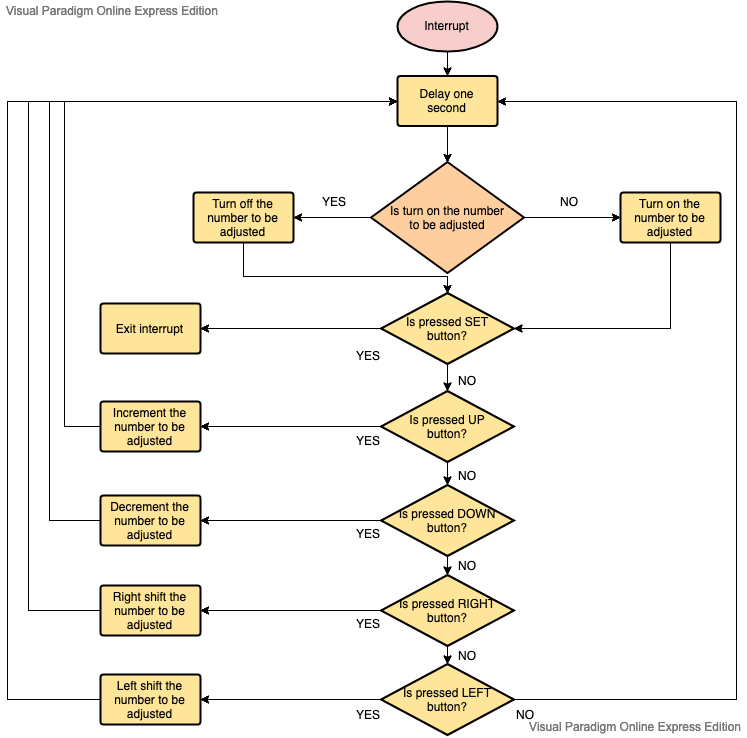 Visual Paradigm Online Express Edition
Interrupt
Delay one
second
Is turn on the number
to be adjusted
YES
NO
Turn off the
number to be
adjusted
Turn on the
number to be
adjusted
Is pressed SET
button?
YES
Exit interrupt
NO
Is pressed UP
button?
YES
Increment the
number to be
adjusted
NO
Is pressed DOWN
button?
YES
Decrement the
number to be
adjusted
NO
Is pressed RIGHT
button?
YES
Right shift the
number to be
adjusted
NO
Is pressed LEFT
button?
YES
Left shift the
number to be
adjusted
NO
Visual Paradigm Online Express Edition